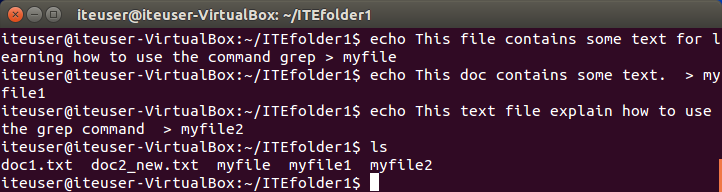 iteuser@iteuser-VirtualBox: ~/ITEfolder1
iteuser@iteuser-VirtualBox:~/ITEfolder1$ echo This file contains some text for l
earning how to use the command grep > myfile
iteuser@iteuser-VirtualBox:~/ITEfolder1$ echo This doc contains some text.  > my
file1
iteuser@iteuser-VirtualBox:~/ITEfolder1$ echo This text file explain how to use
the grep command  > myfile2
iteuser@iteuser-VirtualBox:~/ITEfolder1$ ls
doc1.txt  doc2_new.txt  myfile  myfile1  myfile2
iteuser@iteuser-VirtualBox:~/ITEfolder1$